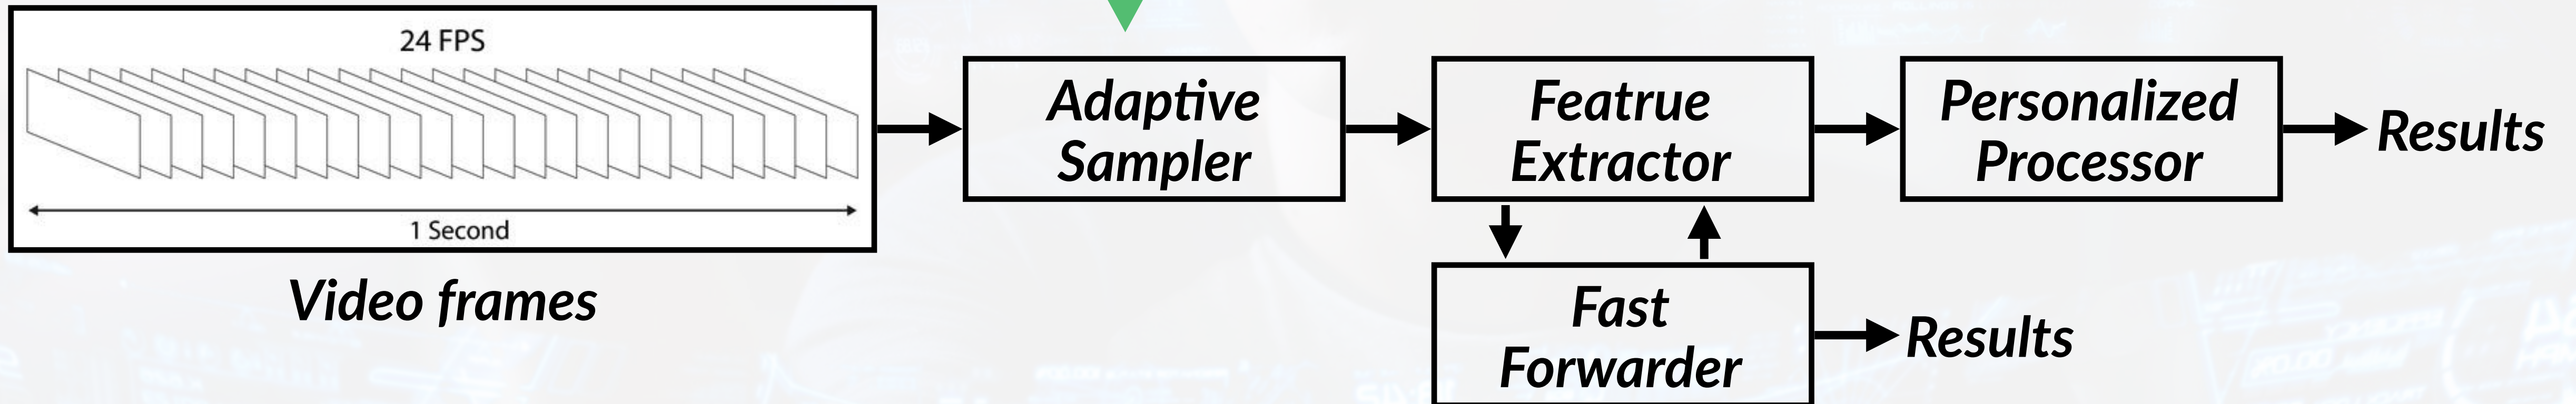 24 FPS
1 Second
Video frames
Adaptive
Sampler
Featrue
Extractor
Personalized
Processor
Results
Fast
Forwarder
Results